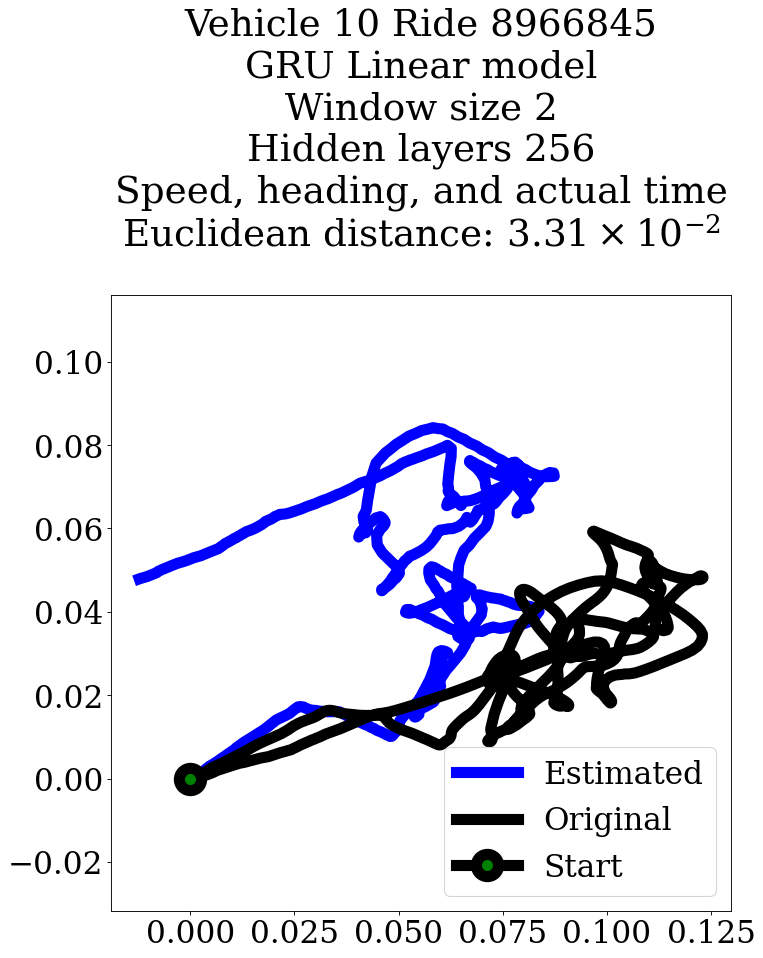 Vehicle 10 Ride 8966845
GRU Linear model
Window size 2
Hidden layers 256
Speed, heading, and actual time
Euclidean distance: 3.31 × 10⁻²
0.10
0.08
0.06
0.04
0.02
0.00
−0.02
Estimated
Original
Start
0.000 0.025 0.050 0.075 0.100 0.125